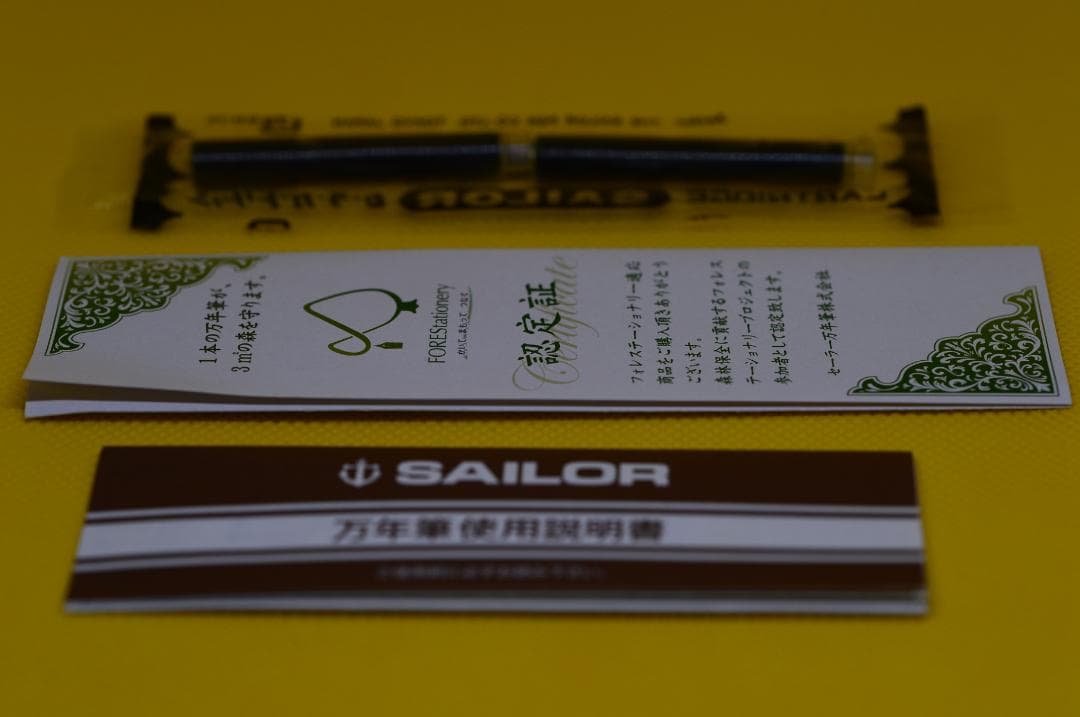 SAILOR
1本の万年筆が、
3㎡の森を守ります。
FOREStationery
認定証
Certificate
フォレステーショナリー適応
商品をご購入頂きありがとう
ございます。
森林保全に貢献するフォレス
テーショナリープロジェクトの
参加者として認定致します。
セーラー万年筆株式会社
SAILOR
万年筆使用説明書